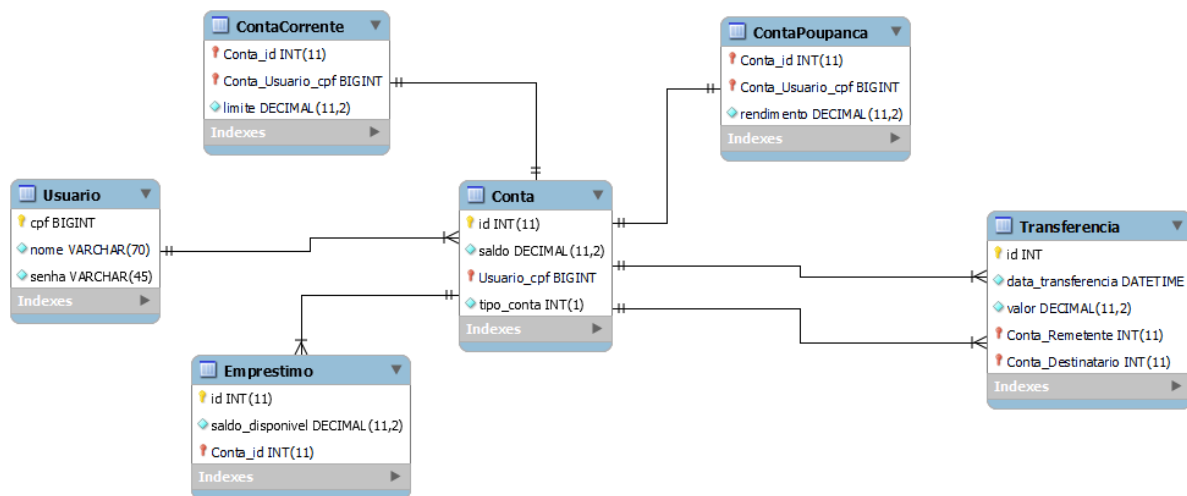 ContaCorrente
Conta_id INT(11)
Conta_Usuario_cpf BIGINT
limite DECIMAL(11,2)
Indexes
ContaPoupanca
Conta_id INT(11)
Conta_Usuario_cpf BIGINT
rendimento DECIMAL(11,2)
Indexes
Usuario
cpf BIGINT
nome VARCHAR(70)
senha VARCHAR(45)
Indexes
Conta
id INT(11)
saldo DECIMAL(11,2)
Usuario_cpf BIGINT
tipo_conta INT(1)
Indexes
Transferencia
id INT
data_transferencia DATETIME
valor DECIMAL(11,2)
Conta_Remetente INT(11)
Conta_Destinatario INT(11)
Indexes
Emprestimo
id INT(11)
saldo_disponivel DECIMAL(11,2)
Conta_id INT(11)
Indexes